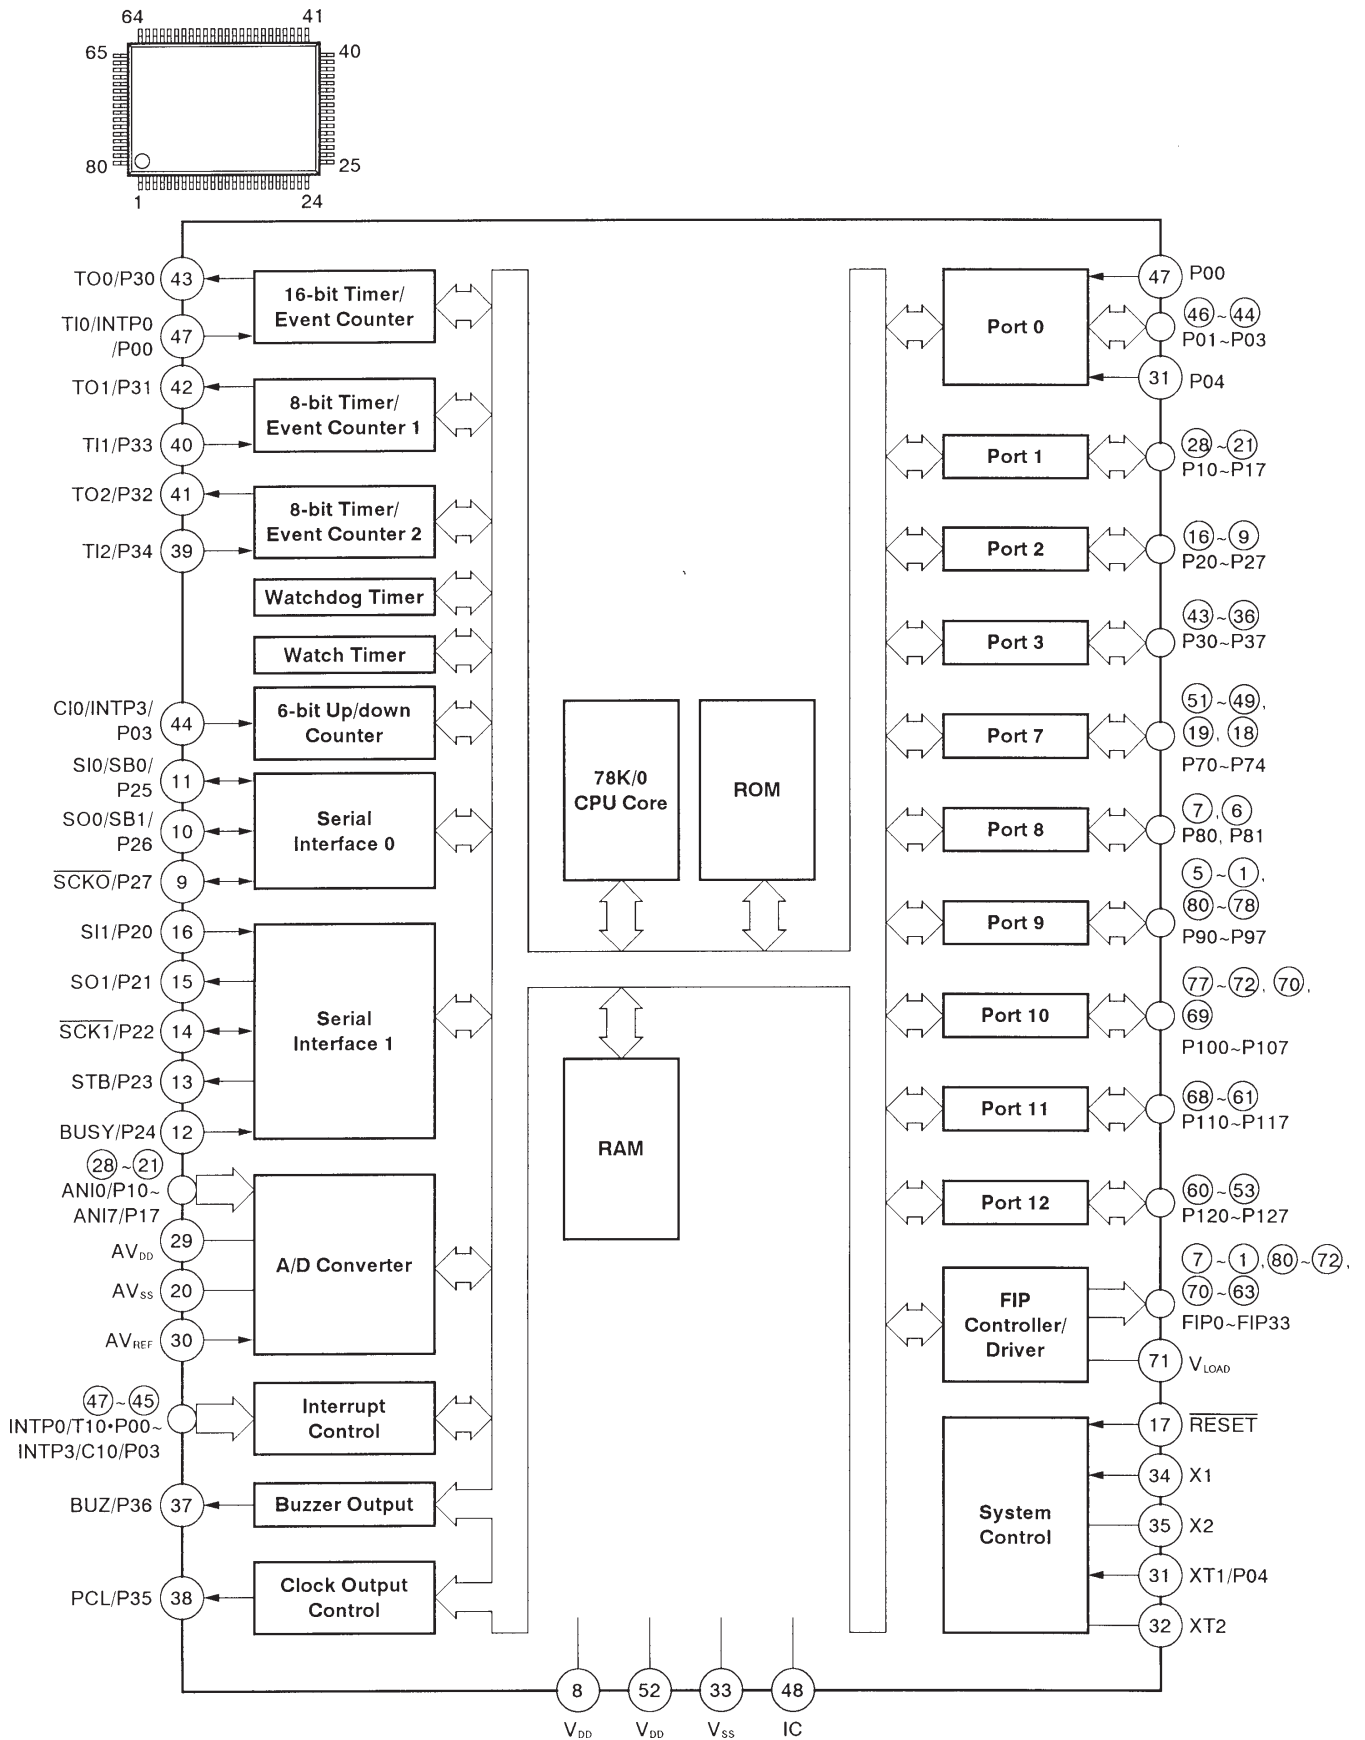 64 41
65 40
80 25
1 24
TO0/P30 43
16-bit Timer/
Event Counter
TI0/INTP0
/P00
47
TO1/P31 42
8-bit Timer/
Event Counter 1
TI1/P33 40
TO2/P32 41
8-bit Timer/
Event Counter 2
TI2/P34 39
Watchdog Timer
Watch Timer
CI0/INTP3/
P03
44
6-bit Up/down
Counter
SI0/SB0/
P25
11
SO0/SB1/
P26
10
SCKO/P27 9
Serial
Interface 0
SI1/P20 16
SO1/P21 15
SCK1/P22 14
STB/P23 13
BUSY/P24 12
Serial
Interface 1
28~21
ANI0/P10~
ANI7/P17
AVDD 29
AVSS 20
AVREF 30
A/D Converter
47~45
INTP0/T10•P00~
INTP3/C10/P03
Interrupt
Control
BUZ/P36 37
Buzzer Output
PCL/P35 38
Clock Output
Control
78K/0
CPU Core
ROM
RAM
8 52 33 48
VDD VDD VSS IC
Port 0
47 P00
46~44
P01~P03
31 P04
Port 1
28~21
P10~P17
Port 2
16~9
P20~P27
Port 3
43~36
P30~P37
Port 7
51~49,
19, 18
P70~P74
Port 8
7, 6
P80, P81
Port 9
5~1,
80~78
P90~P97
Port 10
77~72, 70,
69
P100~P107
Port 11
68~61
P110~P117
Port 12
60~53
P120~P127
FIP
Controller/
Driver
7~1, 80~72,
70~63
FIP0~FIP33
71 VLOAD
System
Control
17 RESET
34 X1
35 X2
31 XT1/P04
32 XT2